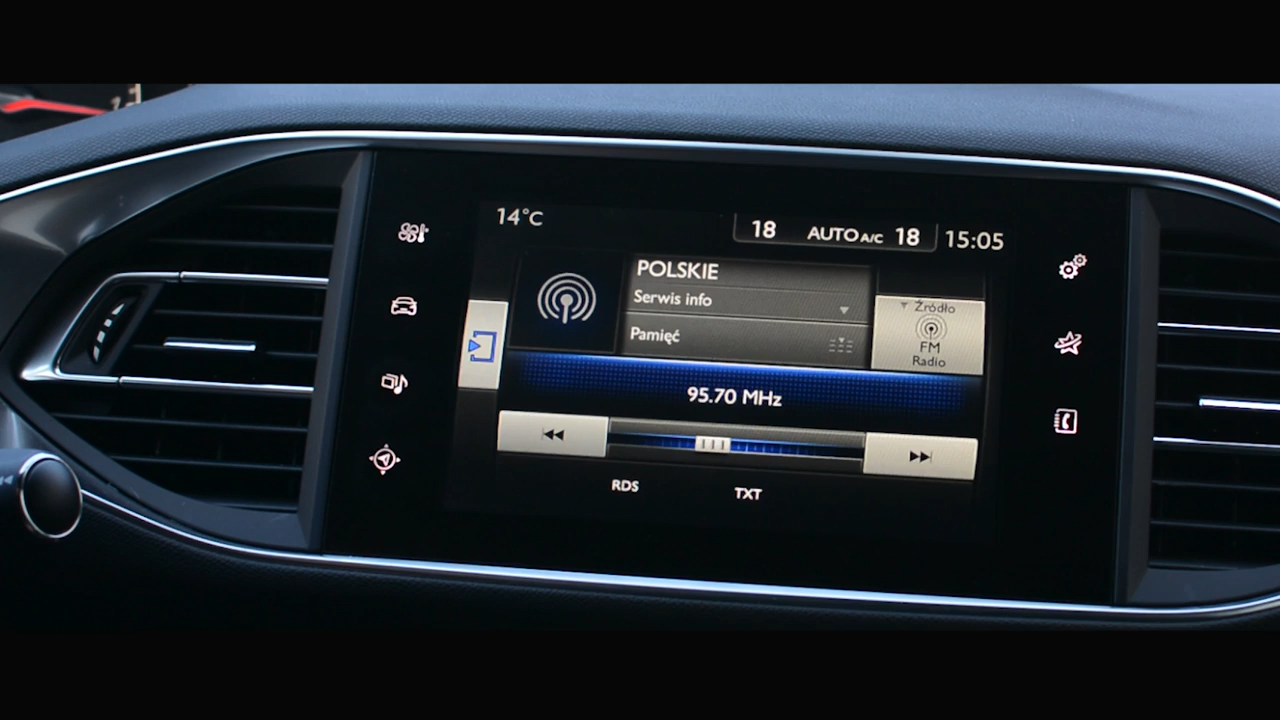 14°C
18 AUTO A/C 18 15:05
POLSKIE
Serwis info
Pamięć
Źródło
FM
Radio
95.70 MHz
RDS TXT